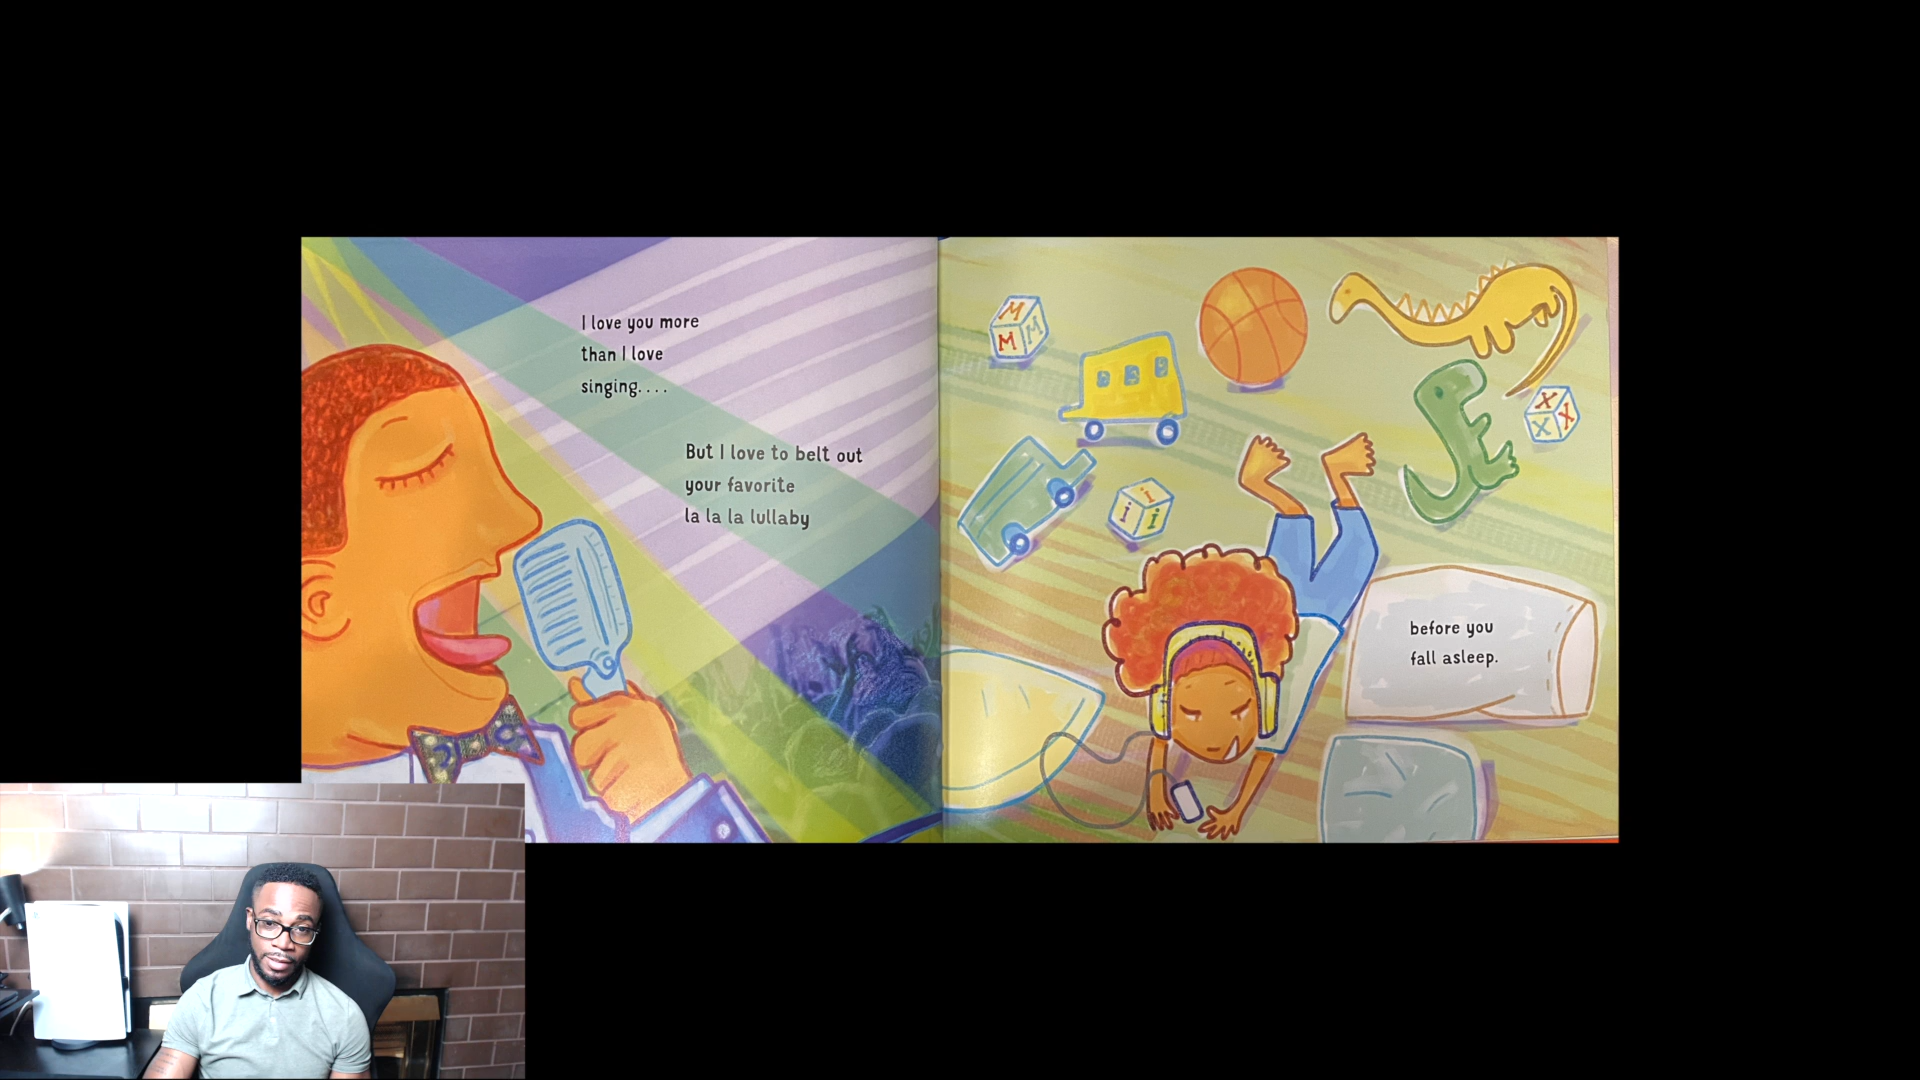 I love you more
than I love
singing....
But I love to belt out
your favorite
la la la lullaby
M
M M
i
i i
X
X X
before you
fall asleep.